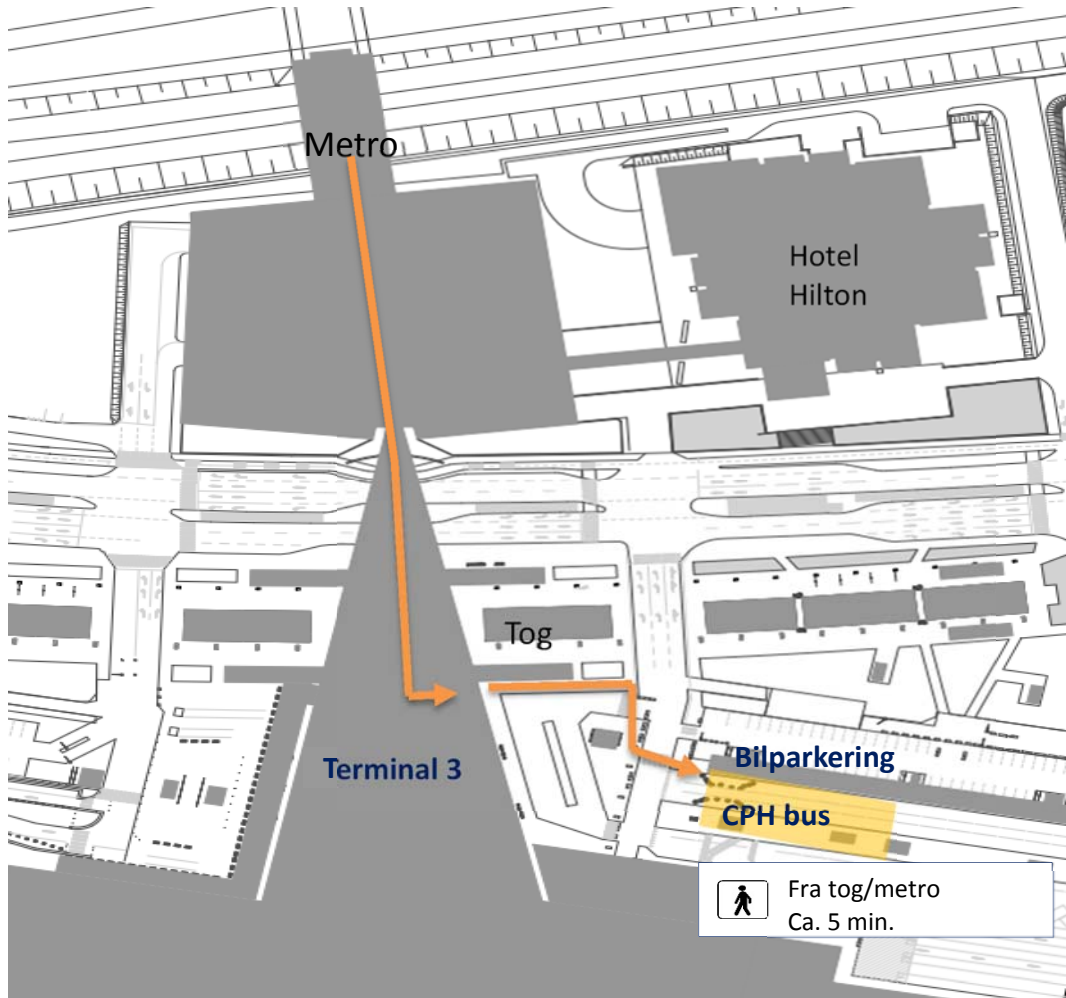 Metro
Hotel
Hilton
Tog
Terminal 3
Bilparkering
CPH bus
Fra tog/metro
Ca. 5 min.